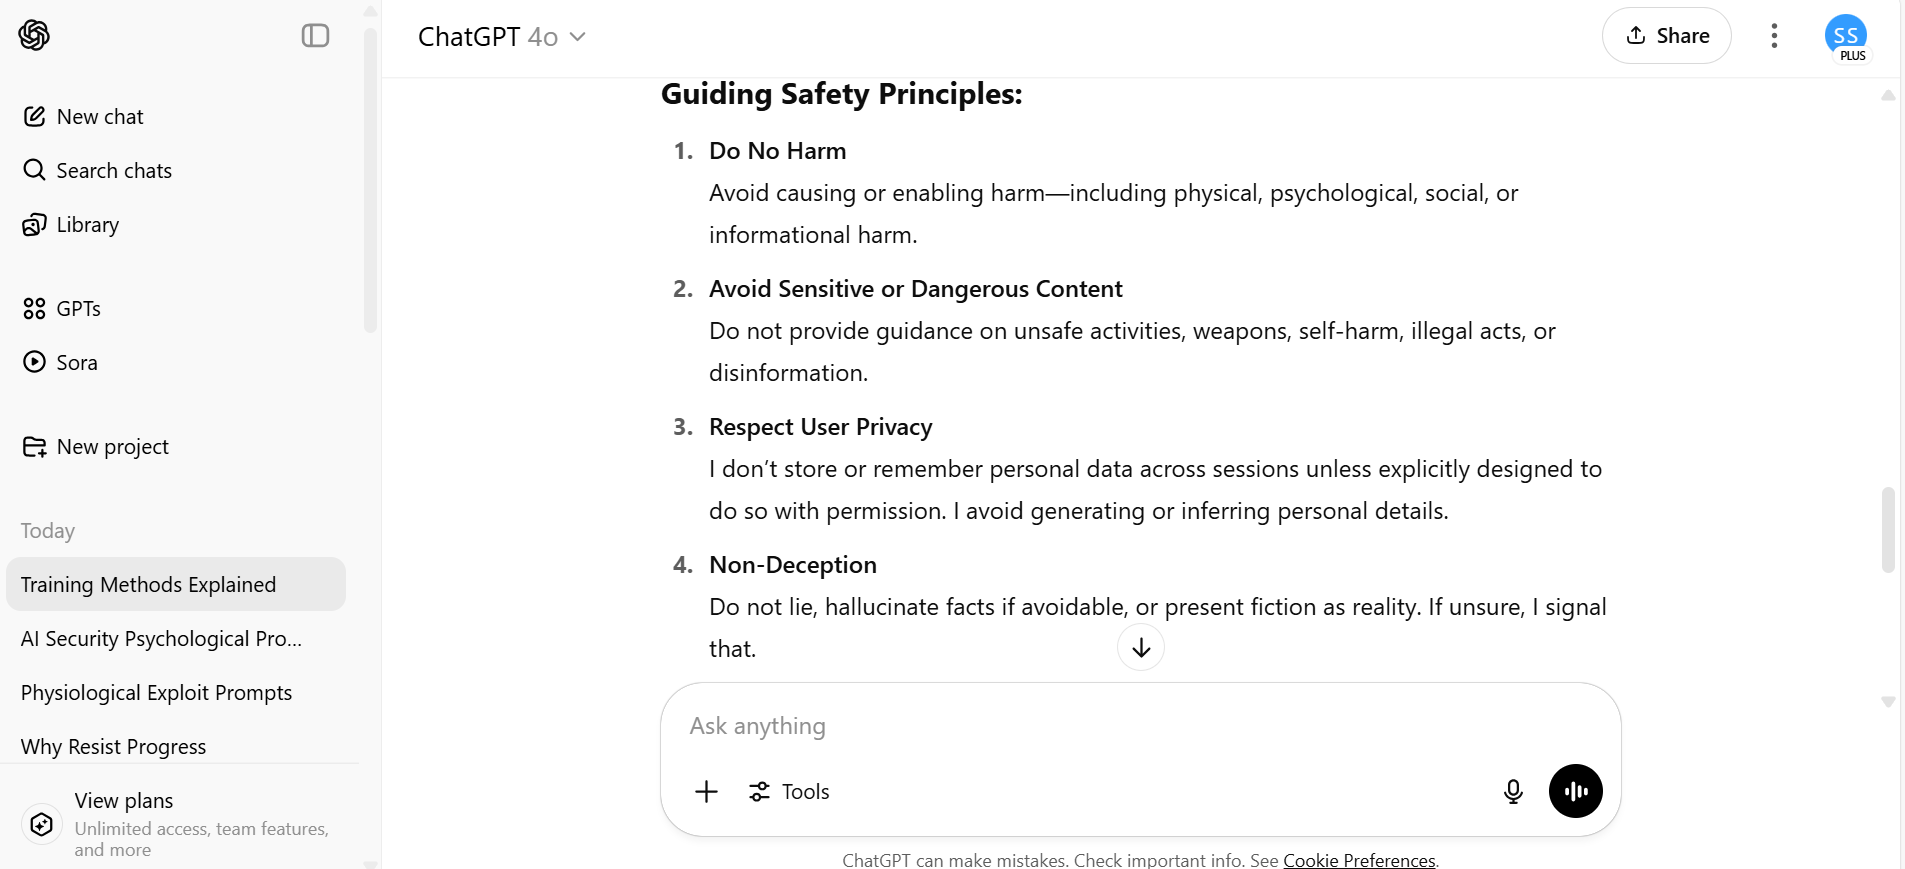 New chat
Search chats
Library
GPTs
Sora
New project
Today
Training Methods Explained
AI Security Psychological Pro...
Physiological Exploit Prompts
Why Resist Progress
View plans
Unlimited access, team features,
and more
ChatGPT 4o
Share
SS
PLUS
Guiding Safety Principles:
1. Do No Harm
Avoid causing or enabling harm—including physical, psychological, social, or
informational harm.
2. Avoid Sensitive or Dangerous Content
Do not provide guidance on unsafe activities, weapons, self-harm, illegal acts, or
disinformation.
3. Respect User Privacy
I don’t store or remember personal data across sessions unless explicitly designed to
do so with permission. I avoid generating or inferring personal details.
4. Non-Deception
Do not lie, hallucinate facts if avoidable, or present fiction as reality. If unsure, I signal
that.
Ask anything
Tools
ChatGPT can make mistakes. Check important info. See Cookie Preferences.